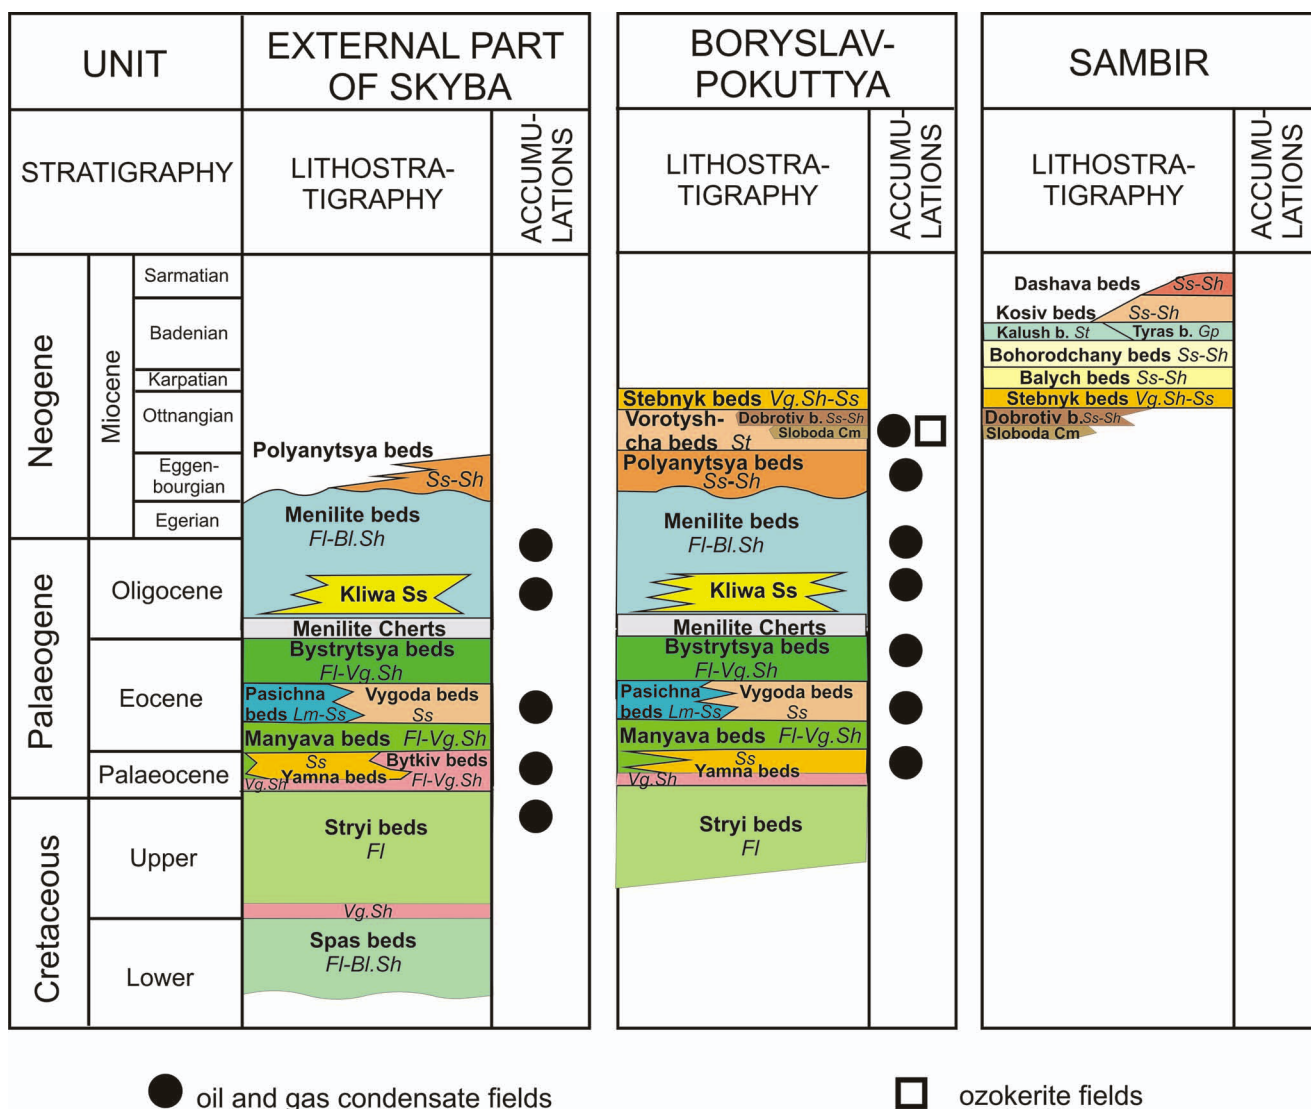 UNIT
EXTERNAL PART
OF SKYBA
BORYSLAV-
POKUTTYA
SAMBIR
STRATIGRAPHY
LITHOSTRA-
TIGRAPHY
ACCUMU-
LATIONS
LITHOSTRA-
TIGRAPHY
ACCUMU-
LATIONS
LITHOSTRA-
TIGRAPHY
ACCUMU-
LATIONS
Neogene
Miocene
Sarmatian
Badenian
Karpatian
Ottnangian
Eggen-
bourgian
Egerian
Palaeogene
Oligocene
Eocene
Palaeocene
Cretaceous
Upper
Lower
Polyanytsya beds
Ss-Sh
Menilite beds
Fl-Bl.Sh
Kliwa Ss
Menilite Cherts
Bystrytsya beds
Fl-Vg.Sh
Pasichna
beds Lm-Ss
Vygoda beds
Ss
Manyava beds Fl-Vg.Sh
Ss
Yamna beds
Vg.Sh
Bytkiv beds
Fl-Vg.Sh
Stryi beds
Fl
Vg.Sh
Spas beds
Fl-Bl.Sh
Stebnyk beds Vg.Sh-Ss
Vorotysh-
cha beds St
Dobrotiv b. Ss-Sh
Sloboda Cm
Polyanytsya beds
Ss-Sh
Menilite beds
Fl-Bl.Sh
Kliwa Ss
Menilite Cherts
Bystrytsya beds
Fl-Vg.Sh
Pasichna
beds Lm-Ss
Vygoda beds
Ss
Manyava beds Fl-Vg.Sh
Ss
Yamna beds
Vg.Sh
Stryi beds
Fl
Dashava beds Ss-Sh
Kosiv beds Ss-Sh
Kalush b. St
Tyras b. Gp
Bohorodchany beds Ss-Sh
Balych beds Ss-Sh
Stebnyk beds Vg.Sh-Ss
Dobrotiv b. Ss-Sh
Sloboda Cm
oil and gas condensate fields
ozokerite fields